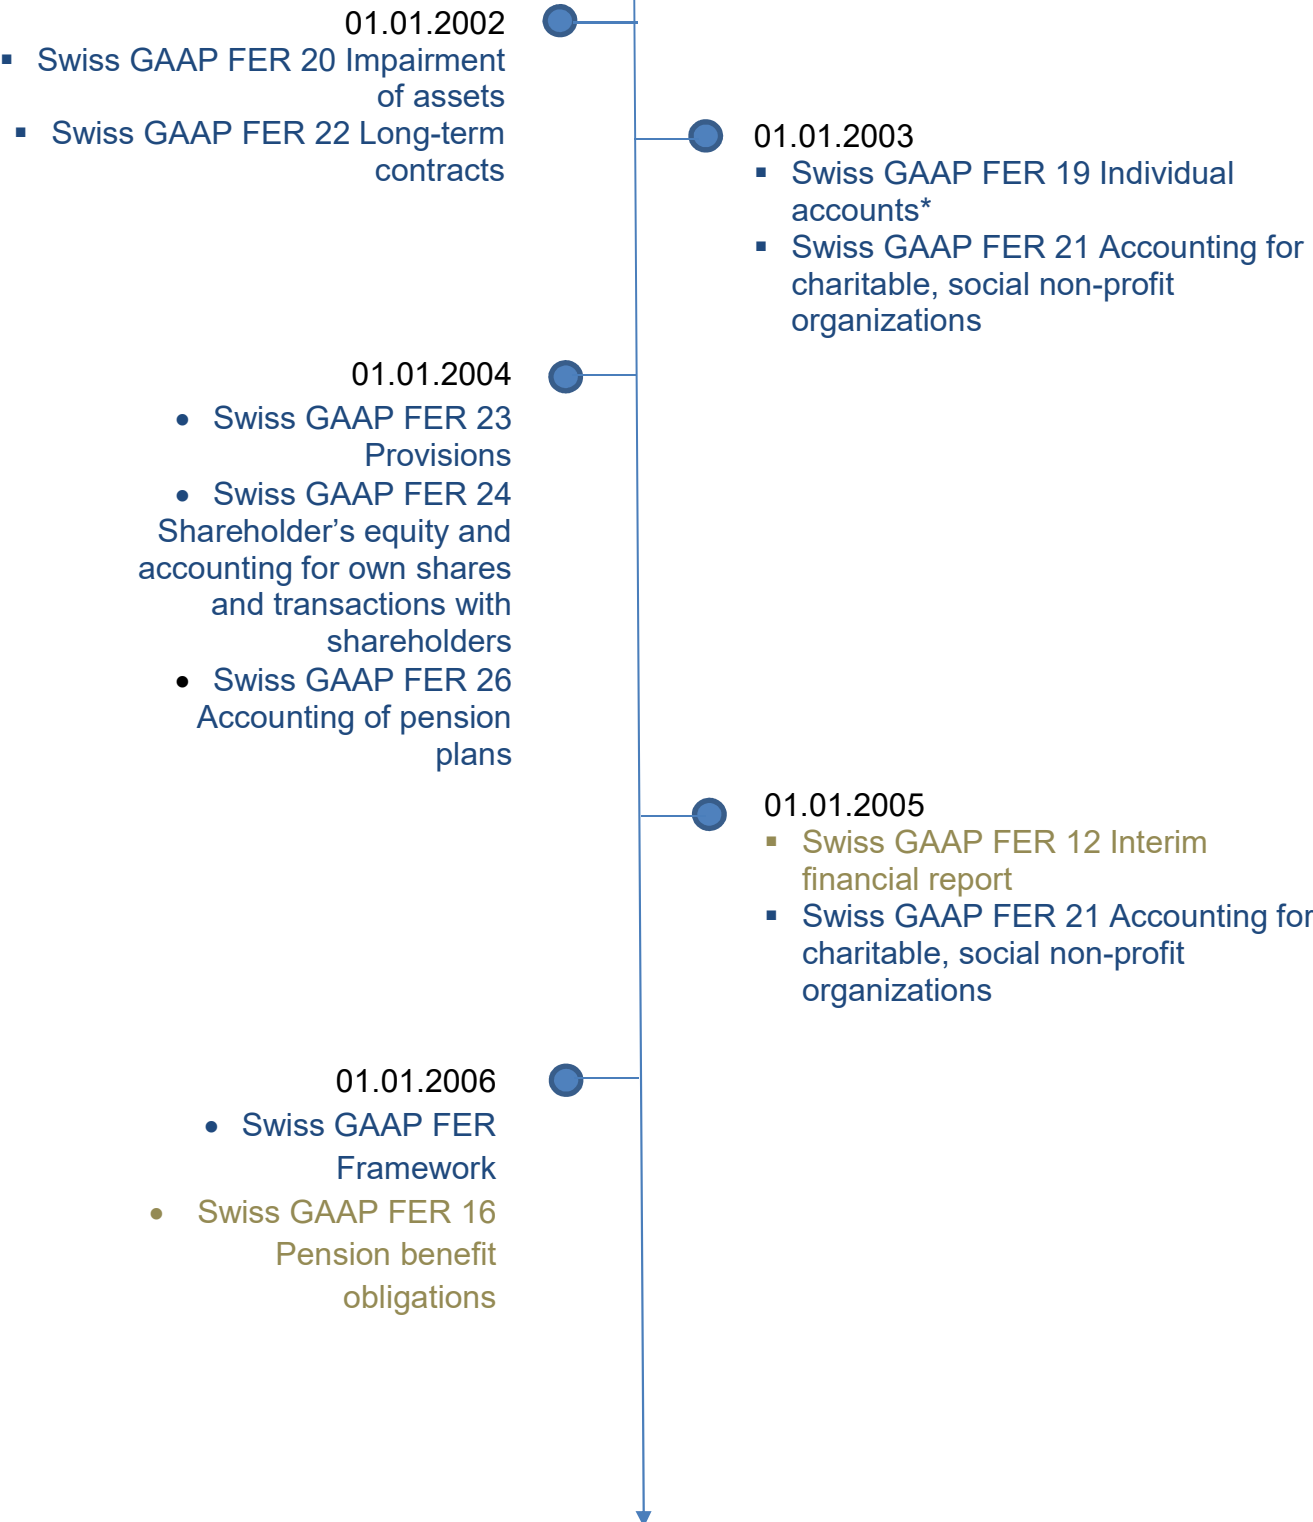 01.01.2002
▪ Swiss GAAP FER 20 Impairment
of assets
▪ Swiss GAAP FER 22 Long-term
contracts
01.01.2003
▪ Swiss GAAP FER 19 Individual
accounts*
▪ Swiss GAAP FER 21 Accounting for
charitable, social non-profit
organizations
01.01.2004
• Swiss GAAP FER 23
Provisions
• Swiss GAAP FER 24
Shareholder’s equity and
accounting for own shares
and transactions with
shareholders
• Swiss GAAP FER 26
Accounting of pension
plans
01.01.2005
▪ Swiss GAAP FER 12 Interim
financial report
▪ Swiss GAAP FER 21 Accounting for
charitable, social non-profit
organizations
01.01.2006
• Swiss GAAP FER
Framework
• Swiss GAAP FER 16
Pension benefit
obligations